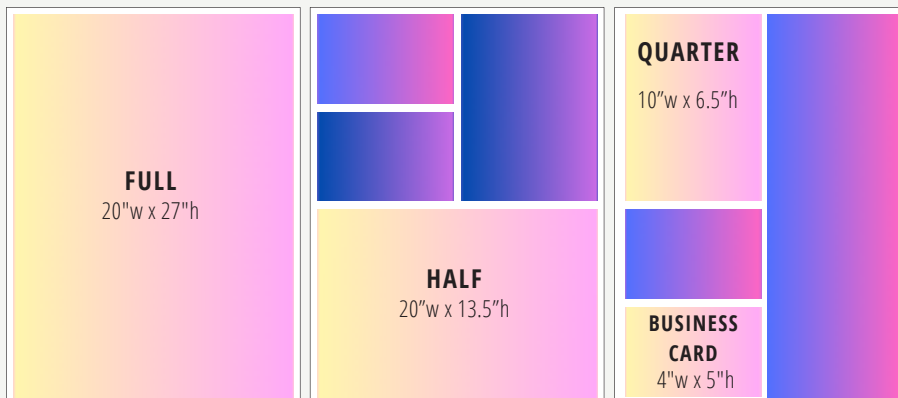 FULL
20"w x 27"h
HALF
20”w x 13.5”h
QUARTER
10”w x 6.5”h
BUSINESS
CARD
4"w x 5"h